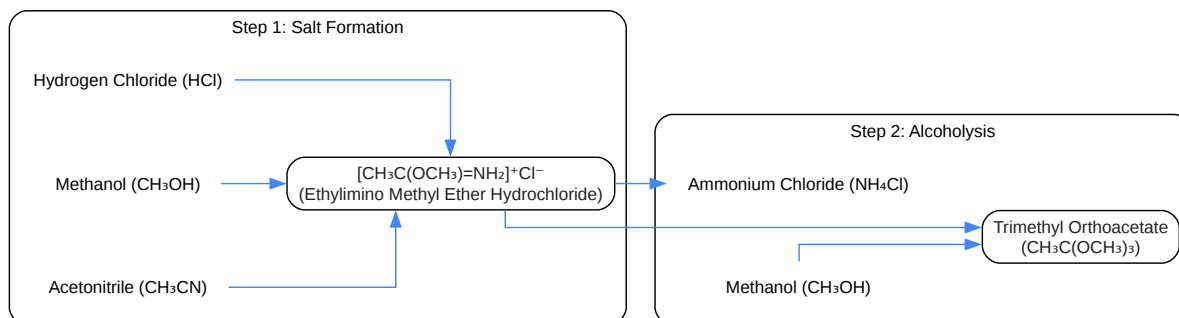 Step 1: Salt Formation
Hydrogen Chloride (HCl)
Methanol (CH₃OH)
[CH₃C(OCH₃)=NH₂]⁺Cl⁻
(Ethylimino Methyl Ether Hydrochloride)
Acetonitrile (CH₃CN)
Step 2: Alcoholysis
Ammonium Chloride (NH₄Cl)
Trimethyl Orthoacetate
(CH₃C(OCH₃)₃)
Methanol (CH₃OH)